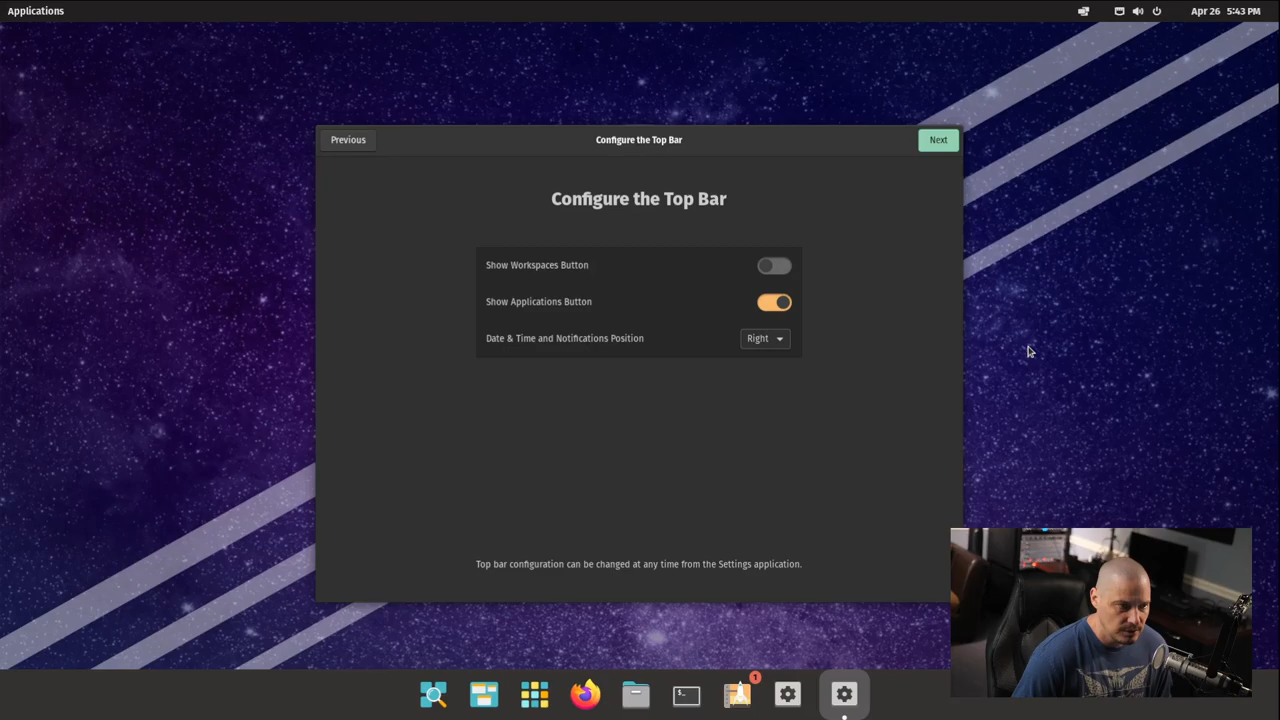 Applications
Apr 26 5:43 PM
Previous
Configure the Top Bar
Next
Configure the Top Bar
Show Workspaces Button
Show Applications Button
Date & Time and Notifications Position
Right
Top bar configuration can be changed at any time from the Settings application.
1
$_